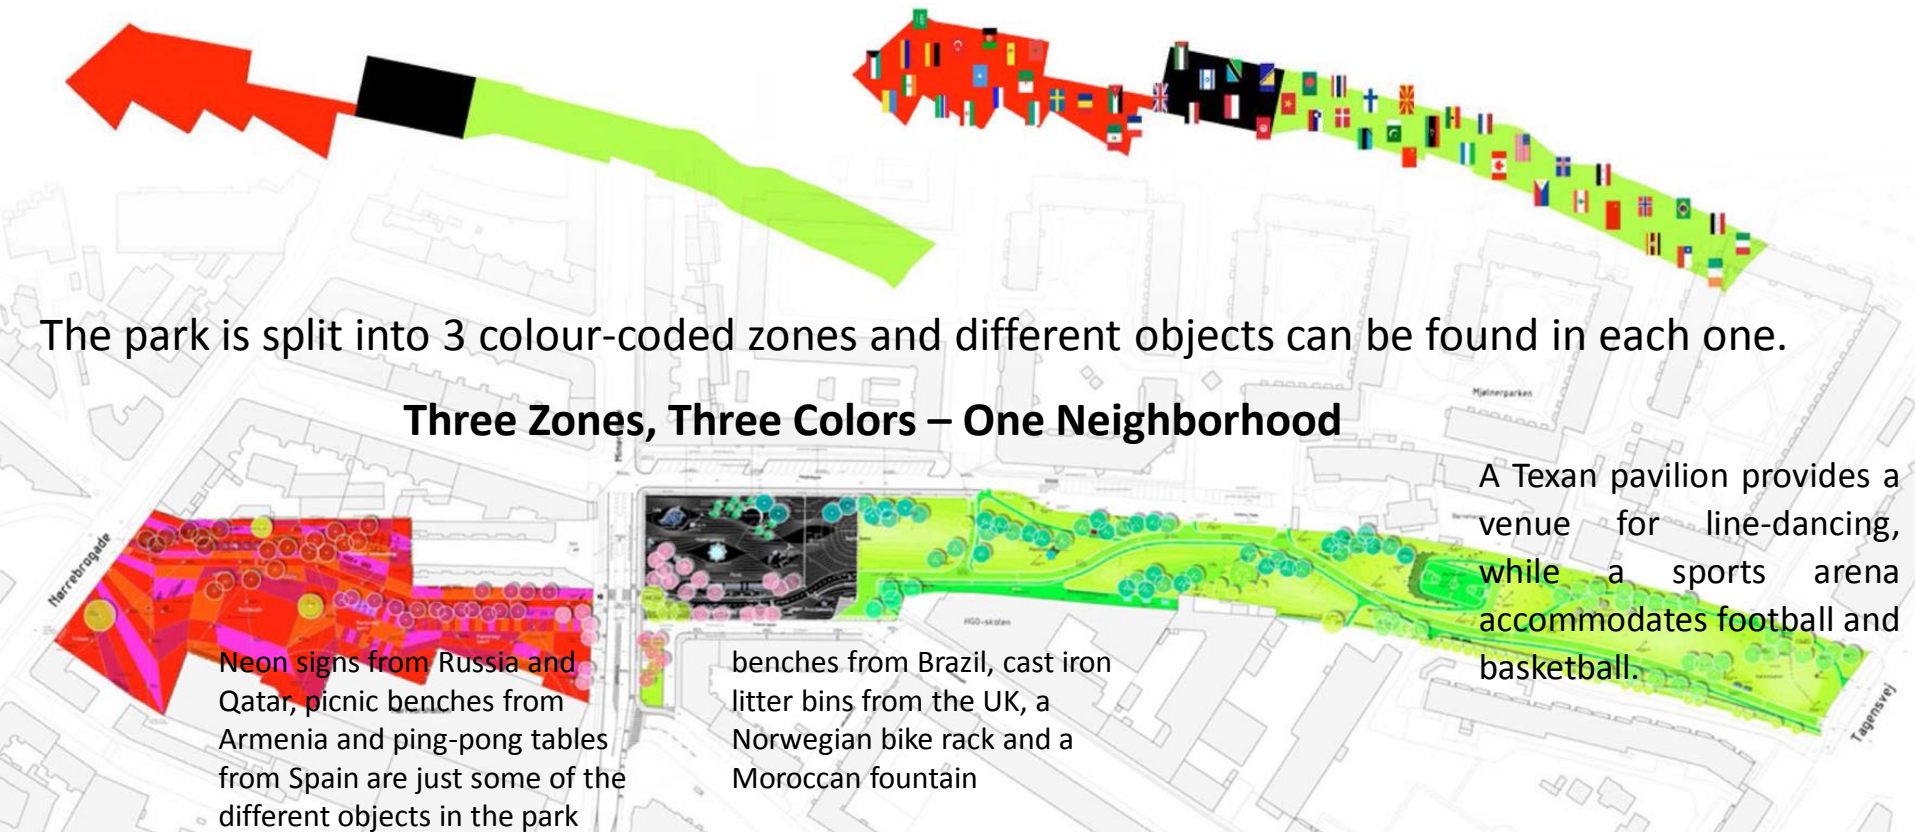 The park is split into 3 colour-coded zones and different objects can be found in each one.
Three Zones, Three Colors – One Neighborhood
Mjølnerparken
A Texan pavilion provides a
venue for line-dancing,
while a sports arena
accommodates football and
basketball.
Nørrebrogade
HGO-skolen
Neon signs from Russia and
Qatar, picnic benches from
Armenia and ping-pong tables
from Spain are just some of the
different objects in the park
benches from Brazil, cast iron
litter bins from the UK, a
Norwegian bike rack and a
Moroccan fountain
Tagensvej